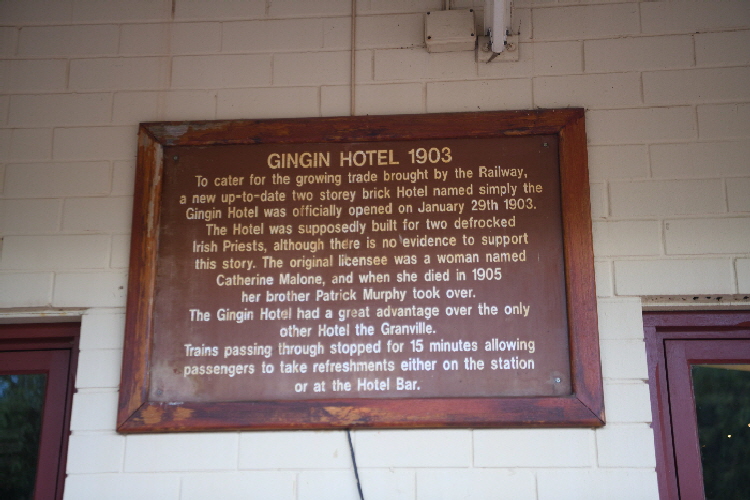 GINGIN HOTEL 1903
To cater for the growing trade brought by the Railway,
a new up-to-date two storey brick Hotel named simply the
Gingin Hotel was officially opened on January 29th 1903.
The Hotel was supposedly built for two defrocked
Irish Priests, although there is no evidence to support
this story. The original licensee was a woman named
Catherine Malone, and when she died in 1905
her brother Patrick Murphy took over.
The Gingin Hotel had a great advantage over the only
other Hotel the Granville.
Trains passing through stopped for 15 minutes allowing
passengers to take refreshments either on the station
or at the Hotel Bar.